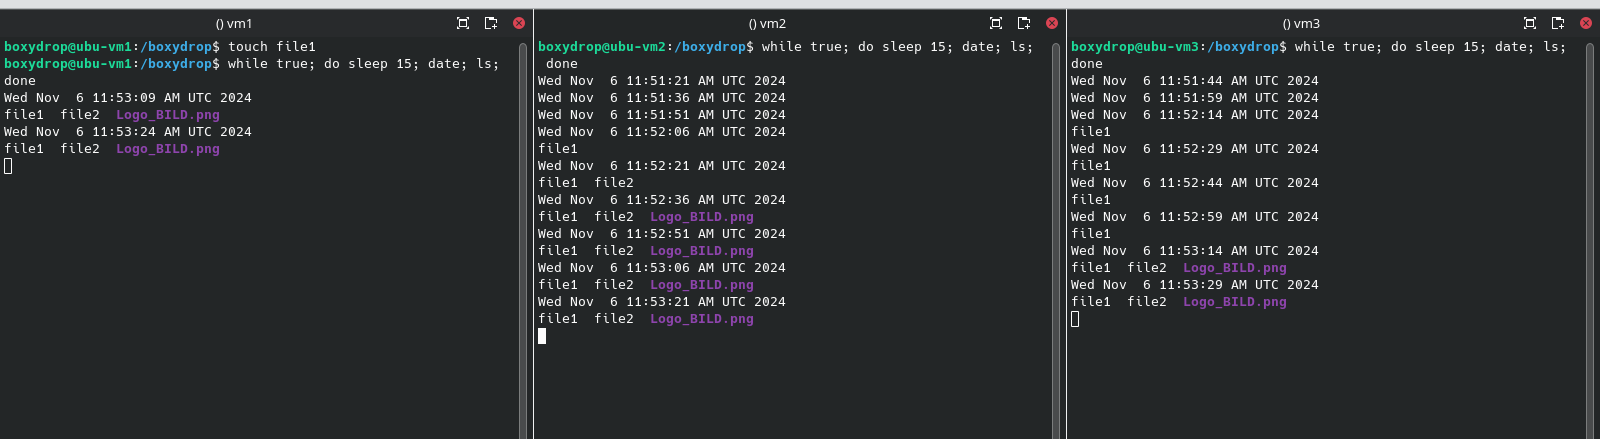 () vm1
boxydrop@ubu-vm1:/boxydrop$ touch file1
boxydrop@ubu-vm1:/boxydrop$ while true; do sleep 15; date; ls;
done
Wed Nov  6 11:53:09 AM UTC 2024
file1  file2  Logo_BILD.png
Wed Nov  6 11:53:24 AM UTC 2024
file1  file2  Logo_BILD.png
() vm2
boxydrop@ubu-vm2:/boxydrop$ while true; do sleep 15; date; ls;
 done
Wed Nov  6 11:51:21 AM UTC 2024
Wed Nov  6 11:51:36 AM UTC 2024
Wed Nov  6 11:51:51 AM UTC 2024
Wed Nov  6 11:52:06 AM UTC 2024
file1
Wed Nov  6 11:52:21 AM UTC 2024
file1  file2
Wed Nov  6 11:52:36 AM UTC 2024
file1  file2  Logo_BILD.png
Wed Nov  6 11:52:51 AM UTC 2024
file1  file2  Logo_BILD.png
Wed Nov  6 11:53:06 AM UTC 2024
file1  file2  Logo_BILD.png
Wed Nov  6 11:53:21 AM UTC 2024
file1  file2  Logo_BILD.png
() vm3
boxydrop@ubu-vm3:/boxydrop$ while true; do sleep 15; date; ls;
done
Wed Nov  6 11:51:44 AM UTC 2024
Wed Nov  6 11:51:59 AM UTC 2024
Wed Nov  6 11:52:14 AM UTC 2024
file1
Wed Nov  6 11:52:29 AM UTC 2024
file1
Wed Nov  6 11:52:44 AM UTC 2024
file1
Wed Nov  6 11:52:59 AM UTC 2024
file1
Wed Nov  6 11:53:14 AM UTC 2024
file1  file2  Logo_BILD.png
Wed Nov  6 11:53:29 AM UTC 2024
file1  file2  Logo_BILD.png